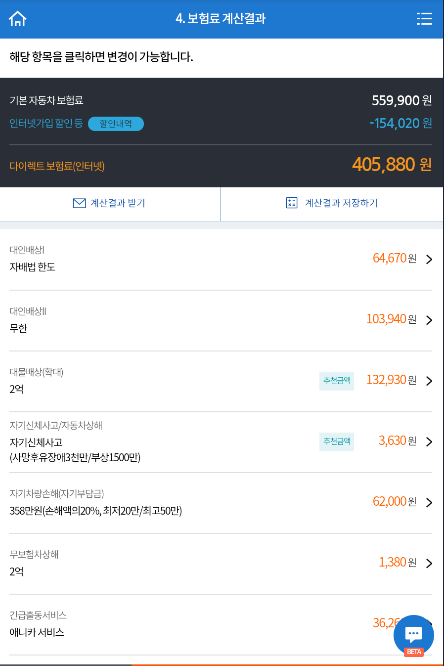 4. 보험료 계산결과
해당 항목을 클릭하면 변경이 가능합니다.
기본 자동차 보험료 559,900 원
인터넷가입 할인 등 할인내역 -154,020 원
다이렉트 보험료(인터넷) 405,880 원
계산결과 받기 계산결과 저장하기
대인배상I
자배법 한도 64,670 원
대인배상II
무한 103,940 원
대물배상(확대)
2억 추천금액 132,930 원
자기신체사고/자동차상해
자기신체사고 추천금액 3,630 원
(사망후유장애3천만/부상1500만)
자기차량손해(자기부담금)
358만원(손해액의20%, 최저20만/최고50만) 62,000 원
무보험차상해
2억 1,380 원
긴급출동서비스
애니카 서비스
BETA